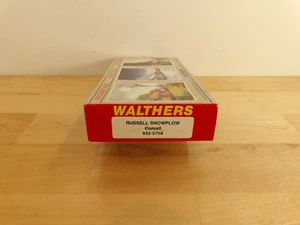 WALTHERS
RUSSELL SNOWPLOW
Conrail
932-5758